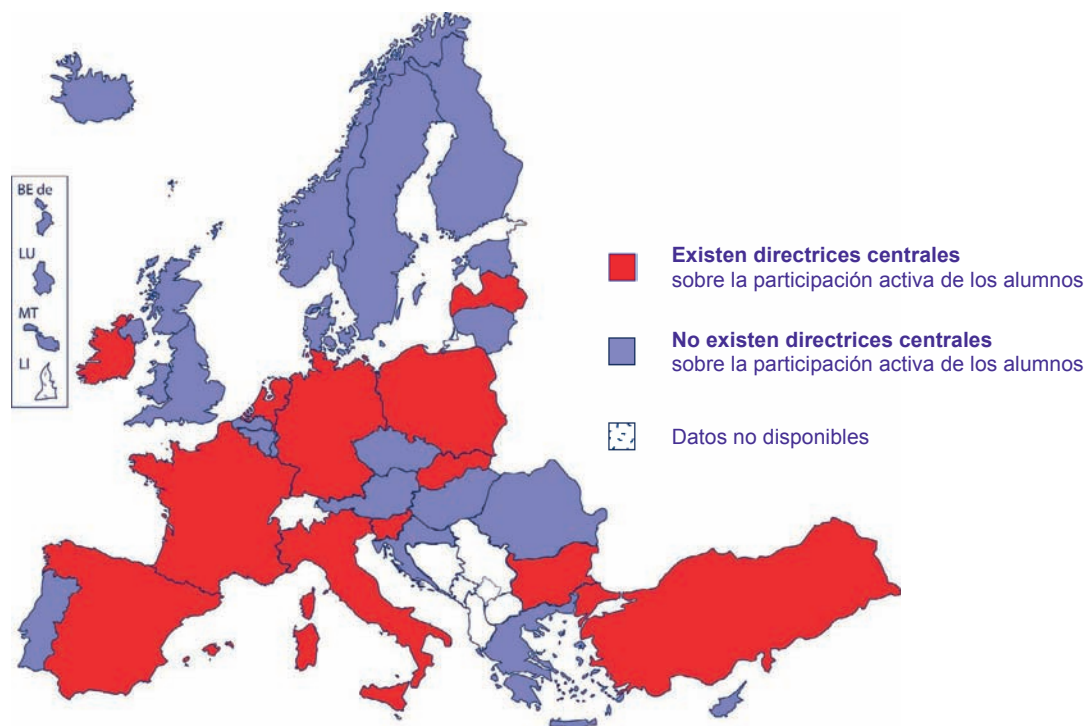 BE de
LU
MT
LI
Existen directrices centrales
sobre la participación activa de los alumnos
No existen directrices centrales
sobre la participación activa de los alumnos
Datos no disponibles